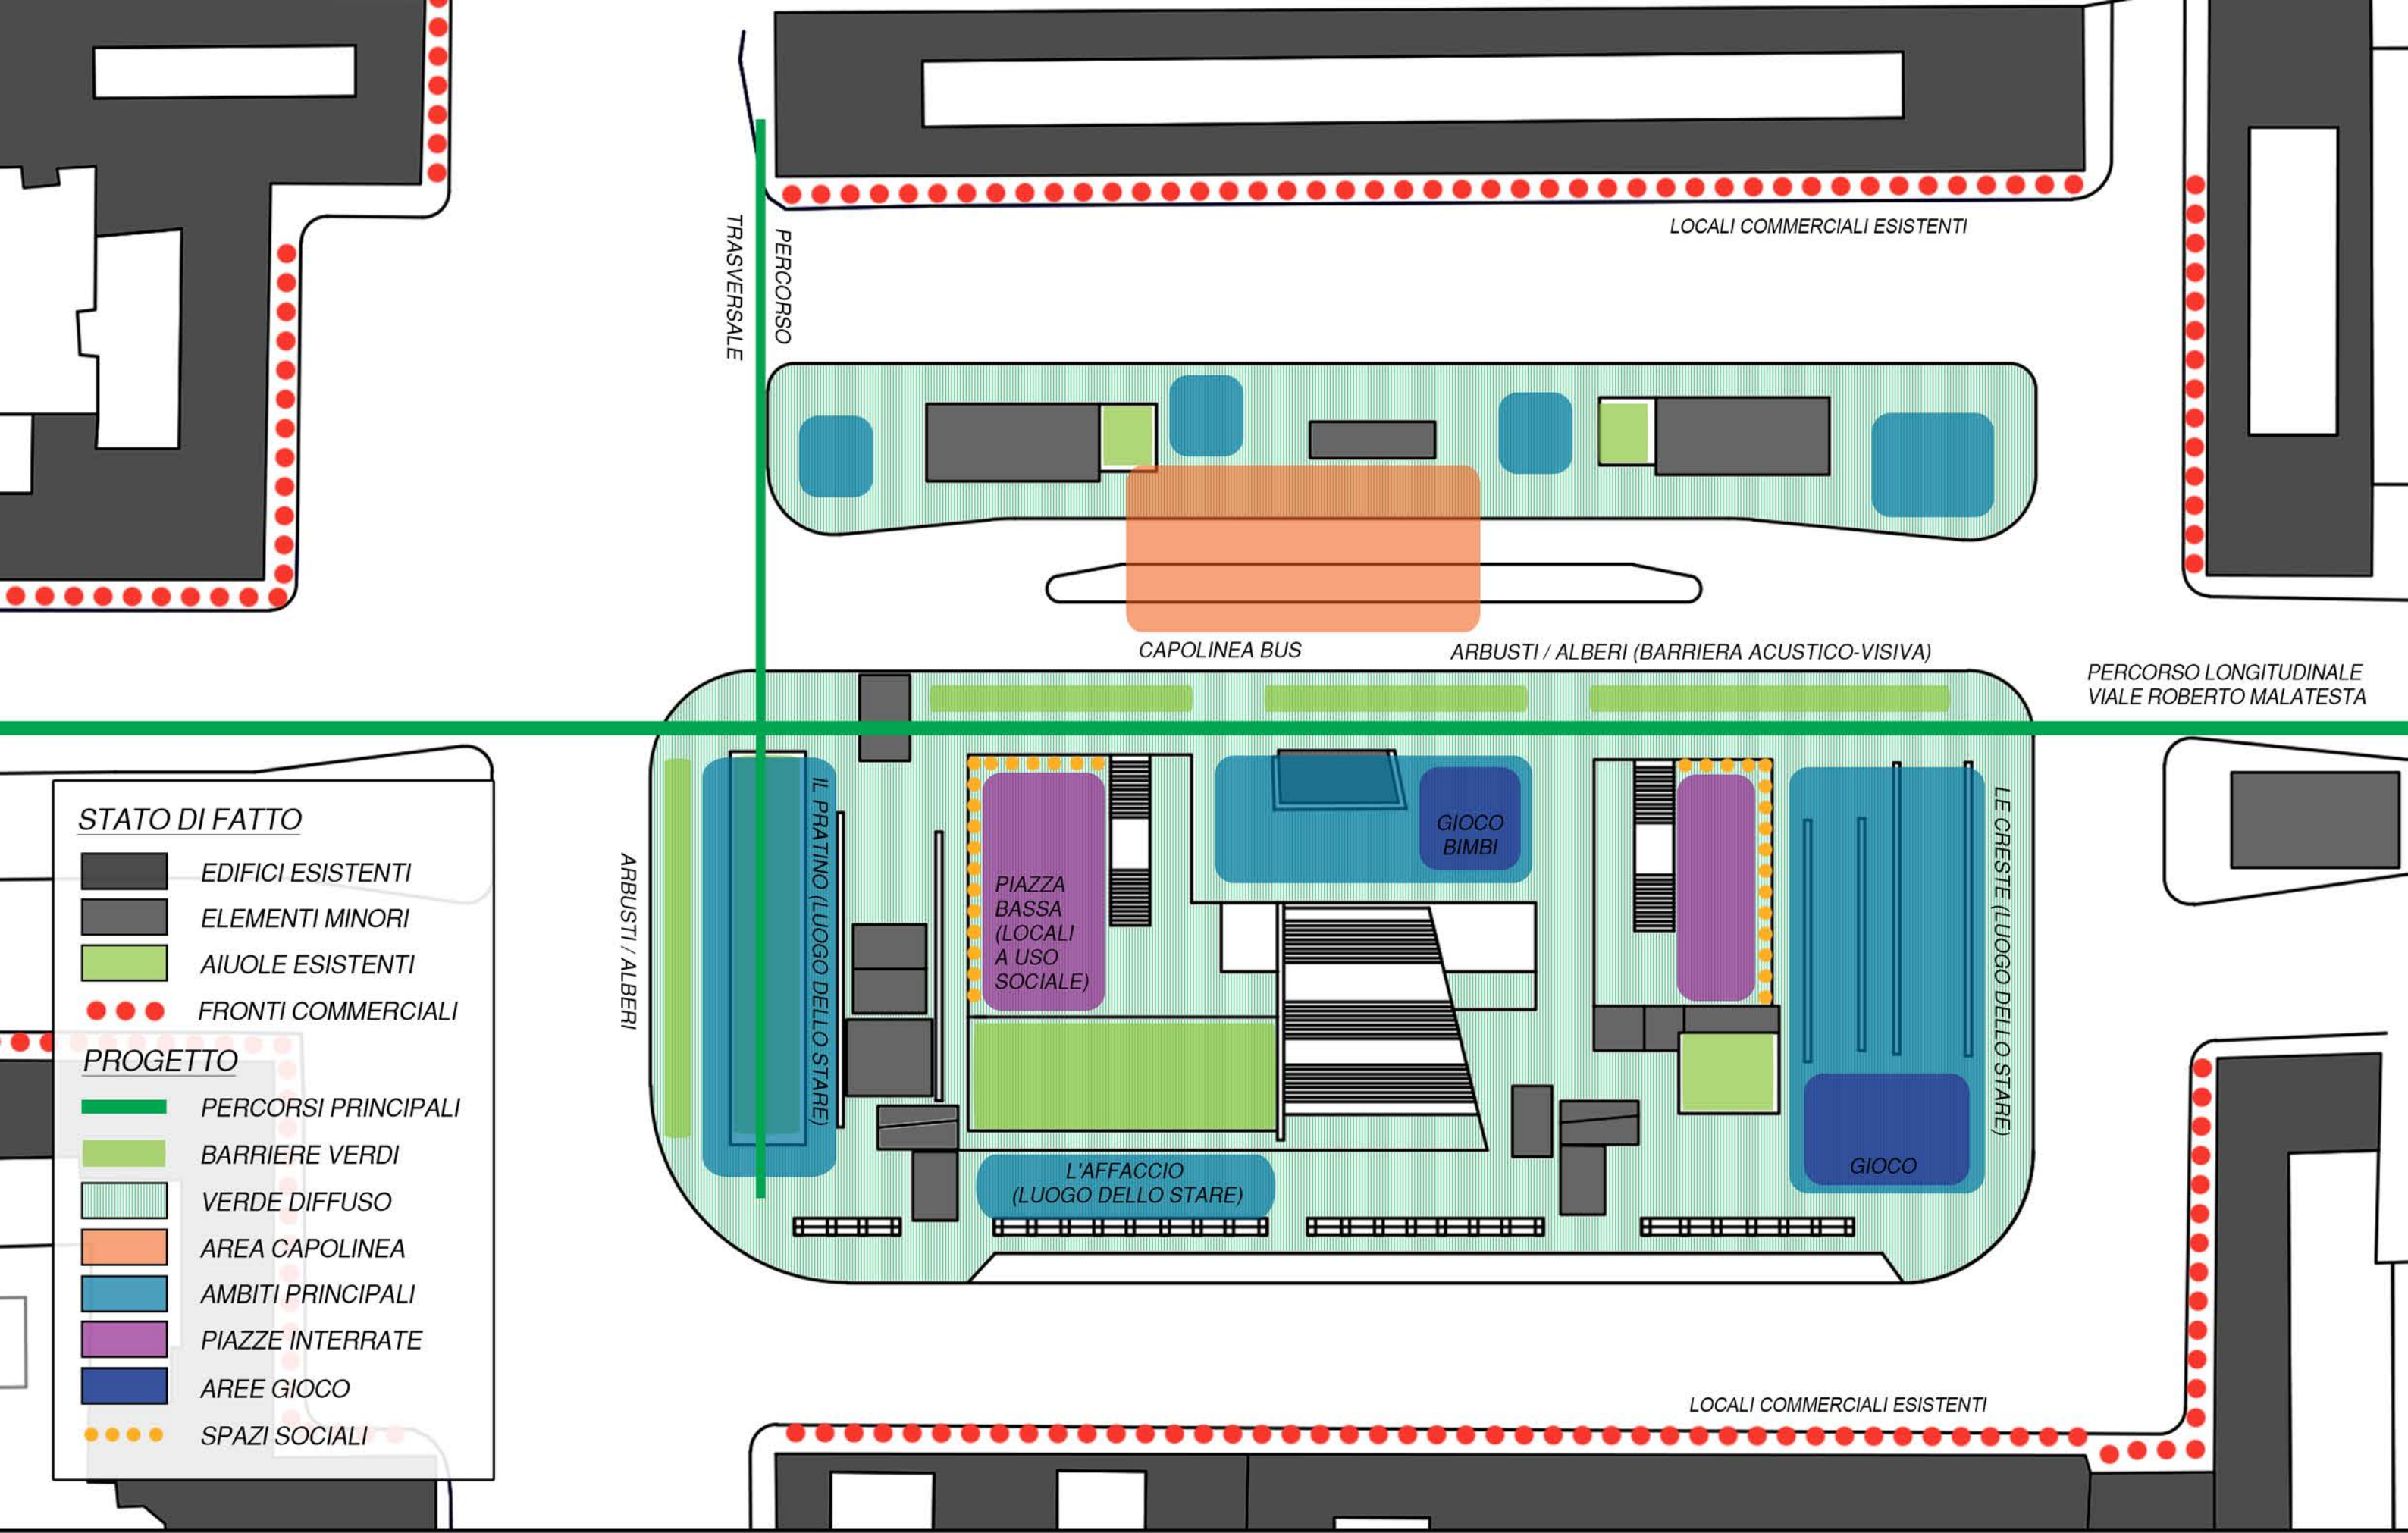 LOCALI COMMERCIALI ESISTENTI
PERCORSO
TRASVERSALE
CAPOLINEA BUS
ARBUSTI / ALBERI (BARRIERA ACUSTICO-VISIVA)
PERCORSO LONGITUDINALE
VIALE ROBERTO MALATESTA
ARBUSTI / ALBERI
IL PRATINO (LUOGO DELLO STARE)
PIAZZA
BASSA
(LOCALI
A USO
SOCIALE)
GIOCO
BIMBI
LE CRESTE (LUOGO DELLO STARE)
GIOCO
L'AFFACCIO
(LUOGO DELLO STARE)
LOCALI COMMERCIALI ESISTENTI
STATO DI FATTO
EDIFICI ESISTENTI
ELEMENTI MINORI
AIUOLE ESISTENTI
FRONTI COMMERCIALI
PROGETTO
PERCORSI PRINCIPALI
BARRIERE VERDI
VERDE DIFFUSO
AREA CAPOLINEA
AMBITI PRINCIPALI
PIAZZE INTERRATE
AREE GIOCO
SPAZI SOCIALI